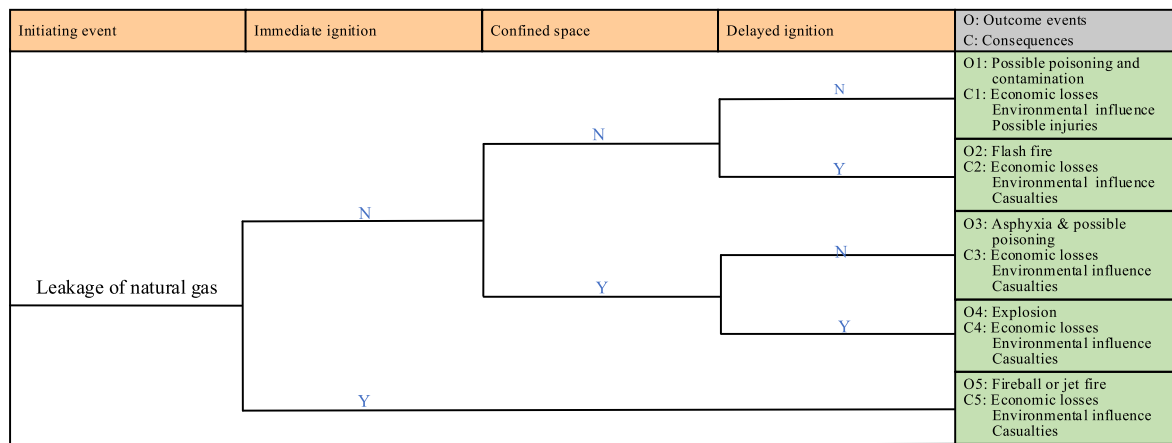 Initiating event
Immediate ignition
Confined space
Delayed ignition
O: Outcome events
C: Consequences
O1: Possible poisoning and
contamination
C1: Economic losses
Environmental influence
Possible injuries
N
N
O2: Flash fire
C2: Economic losses
Environmental influence
Casualties
Y
N
O3: Asphyxia & possible
poisoning
C3: Economic losses
Environmental influence
Casualties
N
Leakage of natural gas
Y
O4: Explosion
C4: Economic losses
Environmental influence
Casualties
Y
O5: Fireball or jet fire
C5: Economic losses
Environmental influence
Casualties
Y